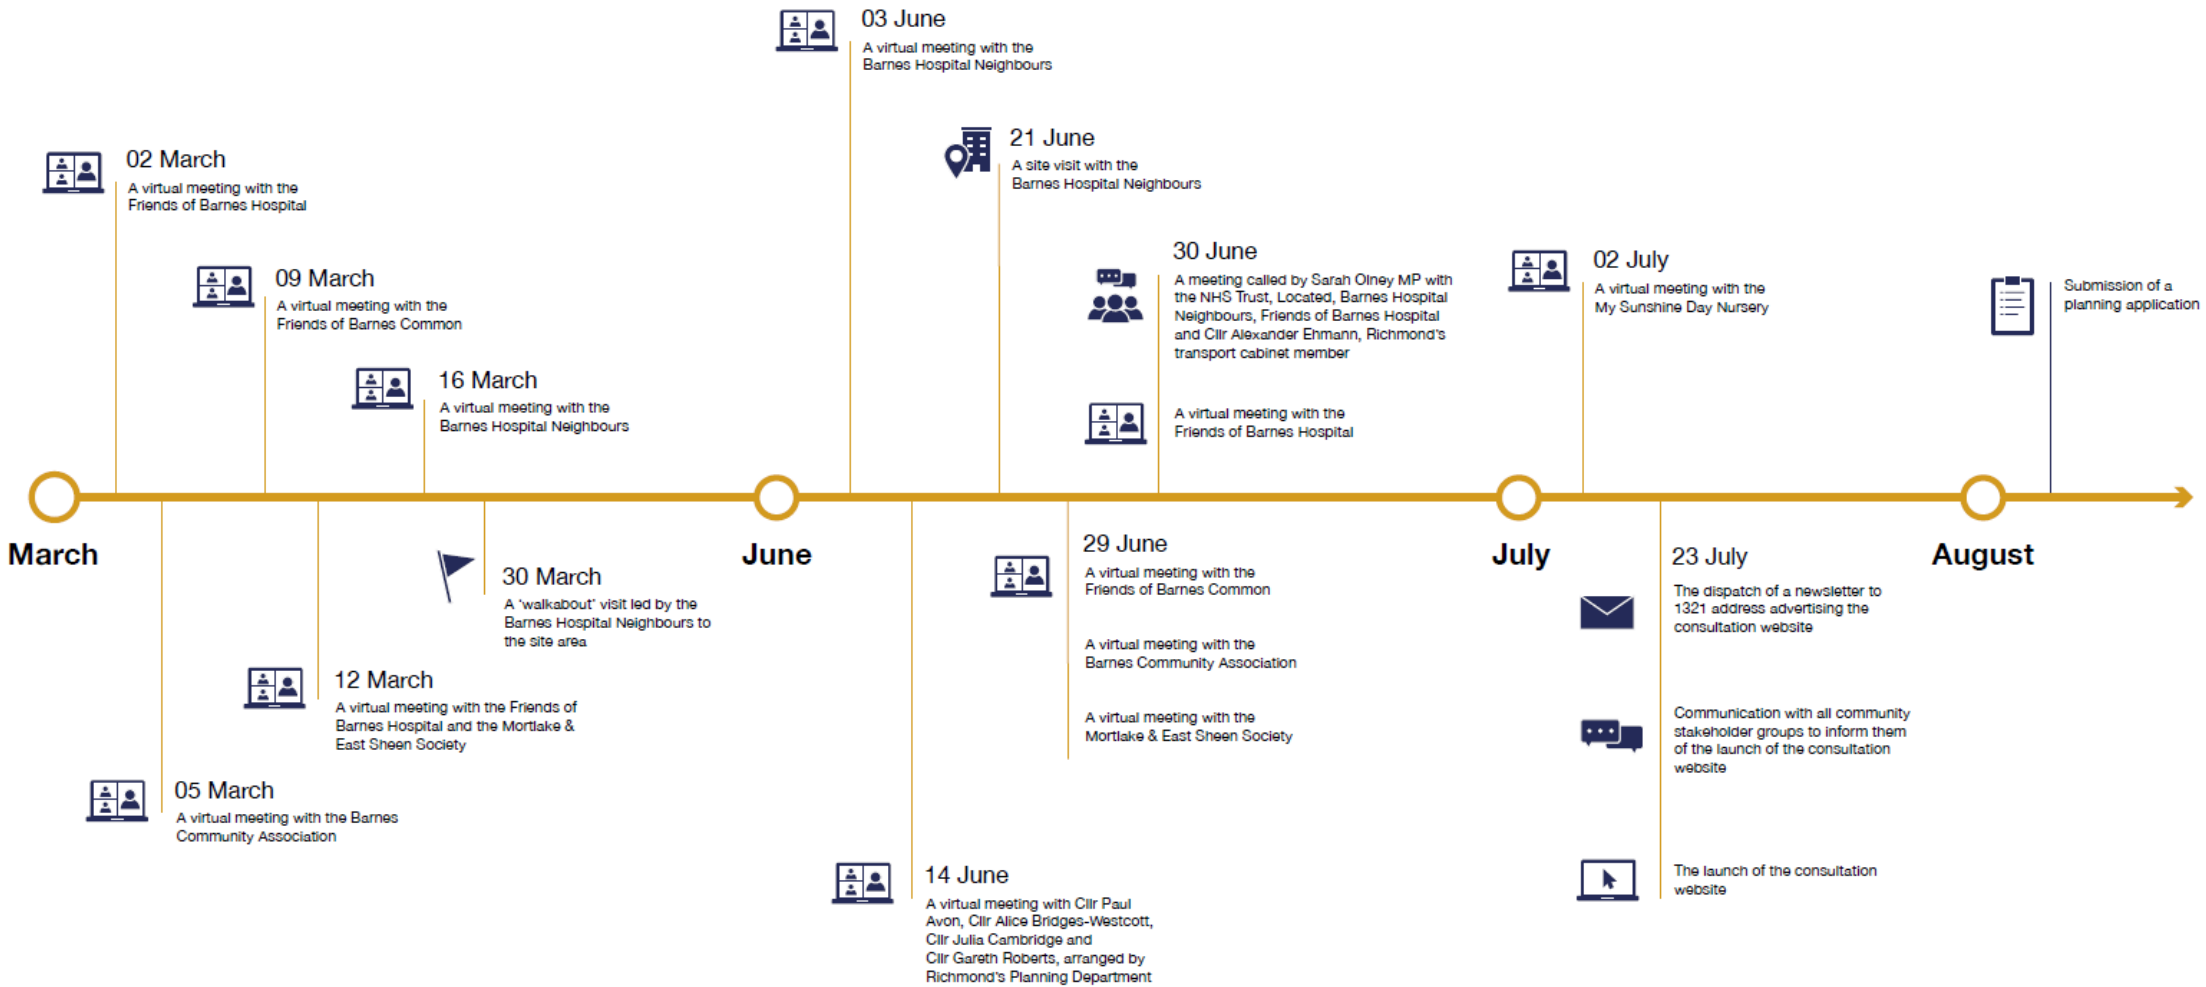 03 June
A virtual meeting with the
Barnes Hospital Neighbours
21 June
A site visit with the
Barnes Hospital Neighbours
02 March
A virtual meeting with the
Friends of Barnes Hospital
09 March
A virtual meeting with the
Friends of Barnes Common
16 March
A virtual meeting with the
Barnes Hospital Neighbours
30 June
A meeting called by Sarah Olney MP with
the NHS Trust, Located, Barnes Hospital
Neighbours, Friends of Barnes Hospital
and Cllr Alexander Ehmann, Richmond's
transport cabinet member
A virtual meeting with the
Friends of Barnes Hospital
02 July
A virtual meeting with the
My Sunshine Day Nursery
Submission of a
planning application
March
June
July
August
30 March
A 'walkabout' visit led by the
Barnes Hospital Neighbours to
the site area
12 March
A virtual meeting with the Friends of
Barnes Hospital and the Mortlake &
East Sheen Society
05 March
A virtual meeting with the Barnes
Community Association
29 June
A virtual meeting with the
Friends of Barnes Common
A virtual meeting with the
Barnes Community Association
A virtual meeting with the
Mortlake & East Sheen Society
14 June
A virtual meeting with Cllr Paul
Avon, Cllr Alice Bridges-Westcott,
Cllr Julia Cambridge and
Cllr Gareth Roberts, arranged by
Richmond's Planning Department
23 July
The dispatch of a newsletter to
1321 address advertising the
consultation website
Communication with all community
stakeholder groups to inform them
of the launch of the consultation
website
The launch of the consultation
website